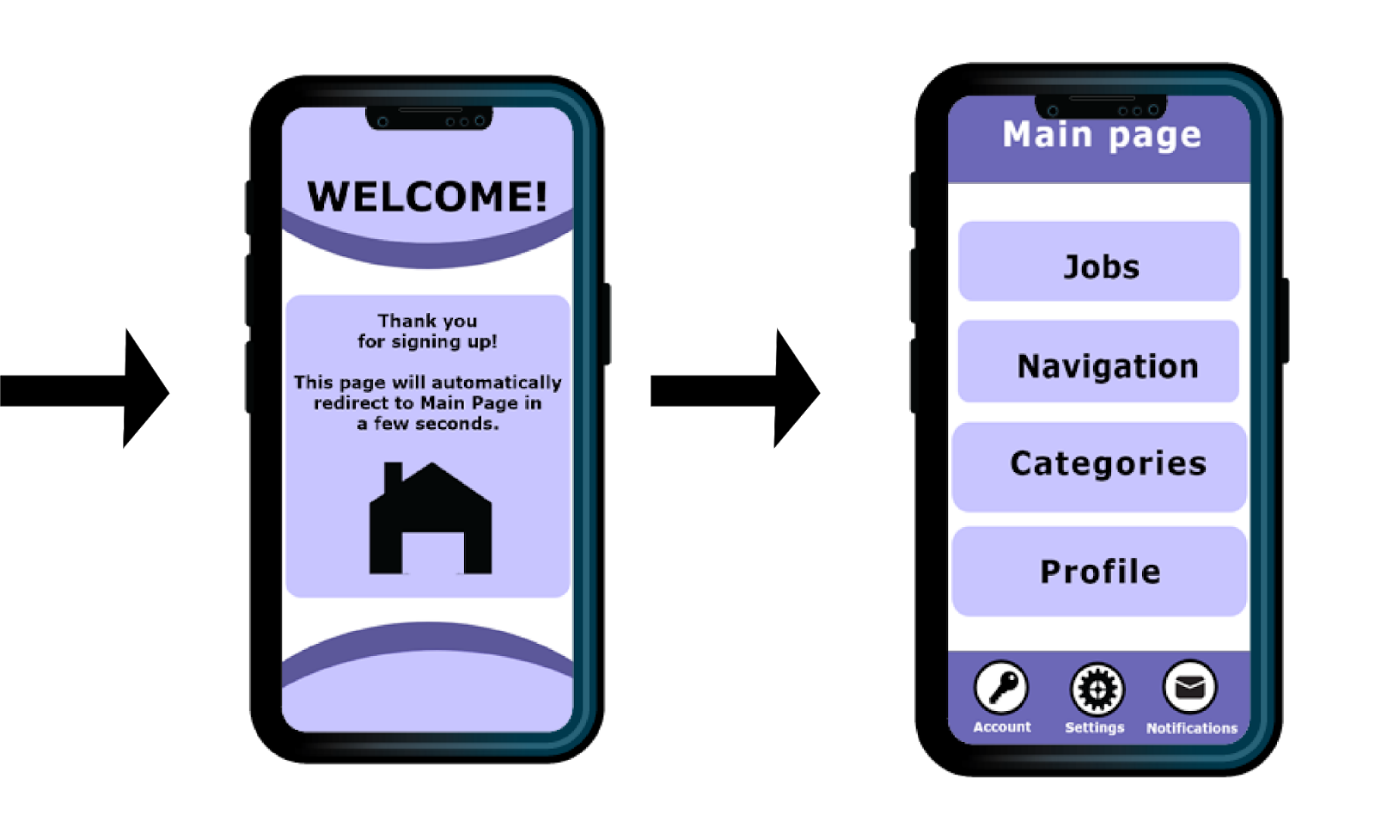 WELCOME!
Thank you
for signing up!
This page will automatically
redirect to Main Page in
a few seconds.
Main page
Jobs
Navigation
Categories
Profile
Account
Settings
Notifications